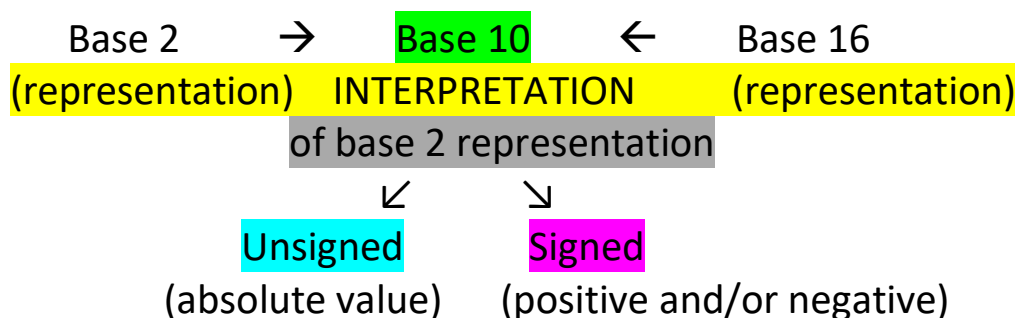 Base 2 → Base 10 ← Base 16
(representation) INTERPRETATION (representation)
of base 2 representation
↙ ↘
Unsigned Signed
(absolute value) (positive and/or negative)